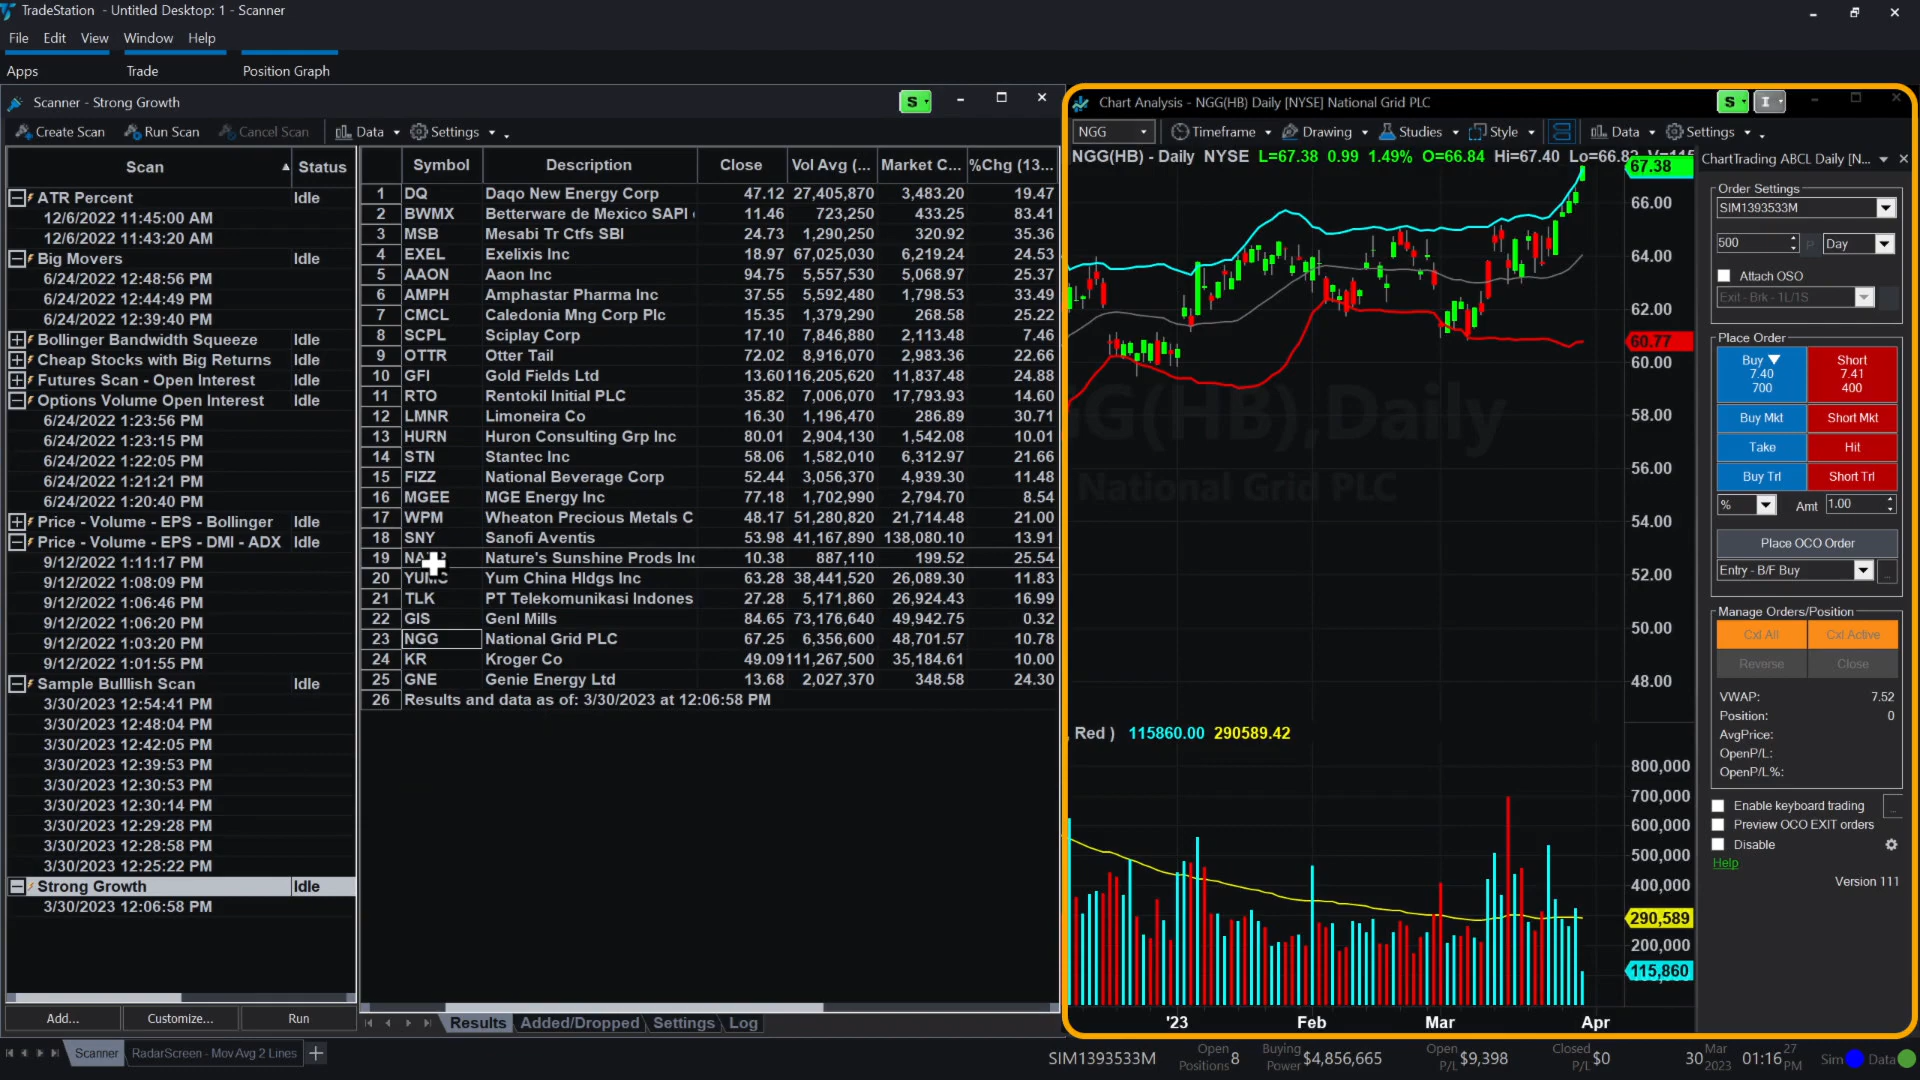 TradeStation - Untitled Desktop: 1 - Scanner
File Edit View Window Help
Apps Trade Position Graph
Scanner - Strong Growth S
Create Scan Run Scan Cancel Scan Data Settings
Scan Status
ATR Percent Idle
12/6/2022 11:45:00 AM
12/6/2022 11:43:20 AM
Big Movers Idle
6/24/2022 12:48:56 PM
6/24/2022 12:44:49 PM
6/24/2022 12:39:40 PM
Bollinger Bandwidth Squeeze Idle
Cheap Stocks with Big Returns Idle
Futures Scan - Open Interest Idle
Options Volume Open Interest Idle
6/24/2022 1:23:56 PM
6/24/2022 1:23:15 PM
6/24/2022 1:22:05 PM
6/24/2022 1:21:21 PM
6/24/2022 1:20:40 PM
Price - Volume - EPS - Bollinger Idle
Price - Volume - EPS - DMI - ADX Idle
9/12/2022 1:11:17 PM
9/12/2022 1:08:09 PM
9/12/2022 1:06:46 PM
9/12/2022 1:06:20 PM
9/12/2022 1:03:20 PM
9/12/2022 1:01:55 PM
Sample Bulllish Scan Idle
3/30/2023 12:54:41 PM
3/30/2023 12:48:04 PM
3/30/2023 12:42:05 PM
3/30/2023 12:39:53 PM
3/30/2023 12:30:53 PM
3/30/2023 12:30:14 PM
3/30/2023 12:29:28 PM
3/30/2023 12:28:58 PM
3/30/2023 12:25:22 PM
Strong Growth Idle
3/30/2023 12:06:58 PM
Add... Customize... Run
Symbol Description Close Vol Avg (... Market C... %Chg (13...
1 DQ Daqo New Energy Corp 47.12 27,405,870 3,483.20 19.47
2 BWMX Betterware de Mexico SAPI 11.46 723,250 433.25 83.41
3 MSB Mesabi Tr Ctfs SBI 24.73 1,290,250 320.92 35.36
4 EXEL Exelixis Inc 18.97 67,025,030 6,219.24 24.53
5 AAON Aaon Inc 94.75 5,557,530 5,068.97 25.37
6 AMPH Amphastar Pharma Inc 37.55 5,592,480 1,798.53 33.49
7 CMCL Caledonia Mng Corp Plc 15.35 1,379,290 268.58 25.22
8 SCPL Sciplay Corp 17.10 7,846,880 2,113.48 7.46
9 OTTR Otter Tail 72.02 8,916,070 2,983.36 22.66
10 GFI Gold Fields Ltd 13.60 116,205,620 11,837.48 24.88
11 RTO Rentokil Initial PLC 35.82 7,006,070 17,793.93 14.60
12 LMNR Limoneira Co 16.30 1,196,470 286.89 30.71
13 HURN Huron Consulting Grp Inc 80.01 2,904,130 1,542.08 10.01
14 STN Stantec Inc 58.06 1,582,010 6,312.97 21.66
15 FIZZ National Beverage Corp 52.44 3,056,370 4,939.30 11.48
16 MGEE MGE Energy Inc 77.18 1,702,990 2,794.70 8.54
17 WPM Wheaton Precious Metals C 48.17 51,280,820 21,714.48 21.00
18 SNY Sanofi Aventis 53.98 41,167,890 138,080.10 13.91
19 Nature's Sunshine Prods Inc 10.38 887,110 199.52 25.54
20 YUMC Yum China Hldgs Inc 63.28 38,441,520 26,089.30 11.83
21 TLK PT Telekomunikasi Indones 27.28 5,171,860 26,924.43 16.99
22 GIS Genl Mills 84.65 73,176,640 49,942.75 0.32
23 NGG National Grid PLC 67.25 6,356,600 48,701.57 10.78
24 KR Kroger Co 49.09 111,267,500 35,184.61 10.00
25 GNE Genie Energy Ltd 13.68 2,027,370 348.58 24.30
26 Results and data as of: 3/30/2023 at 12:06:58 PM
Results Added/Dropped Settings Log
Chart Analysis - NGG(HB) Daily [NYSE] National Grid PLC S I
NGG Timeframe Drawing Studies Style Data Settings
NGG(HB) - Daily NYSE L=67.38 0.99 1.49% O=66.84 Hi=67.40 Lo=66.82
67.38
66.00
64.00
62.00
60.77
60.00
58.00
56.00
54.00
52.00
50.00
48.00
G(HB),Daily
National Grid PLC
Red ) 115860.00 290589.42
800,000
700,000
600,000
500,000
400,000
290,589
200,000
115,860
'23 Feb Mar Apr
ChartTrading ABCL Daily [N...
Order Settings
SIM1393533M
500 P Day
Attach OSO
Exit - Brk - 1L/1S
Place Order
Buy Short
7.40 7.41
700 400
Buy Mkt Short Mkt
Take Hit
Buy Trl Short Trl
% Amt 1.00
Place OCO Order
Entry - B/F Buy ...
Manage Orders/Position
Cxl All Cxl Active
Reverse Close
VWAP: 7.52
Position: 0
AvgPrice:
OpenP/L:
OpenP/L%:
Enable keyboard trading ...
Preview OCO EXIT orders
Disable
Help
Version 111
Scanner RadarScreen - Mov Avg 2 Lines +
SIM1393533M Open Positions 8 Buying Power $4,856,665 Open P/L $9,398 Closed P/L $0 30 Mar 2023 01:16 27 PM Sim Data